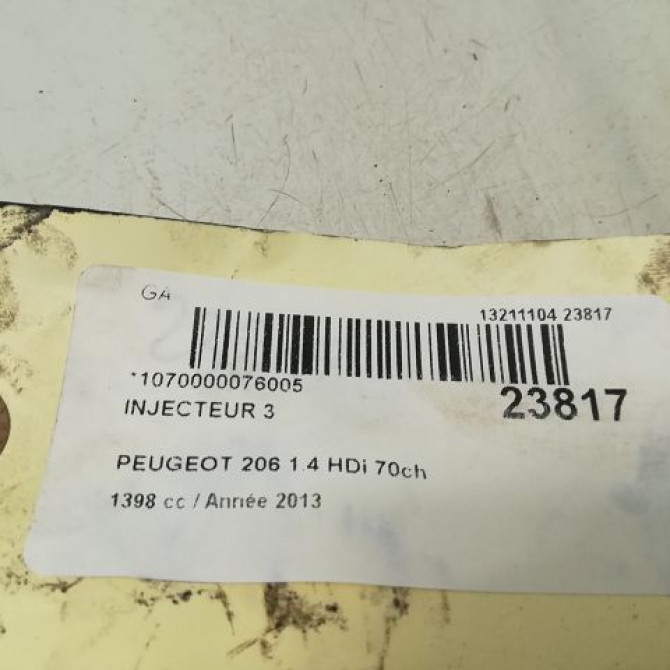 GA
13211104 23817
*1070000076005
23817
INJECTEUR 3
PEUGEOT 206 1.4 HDi 70ch
1398 cc / Année 2013